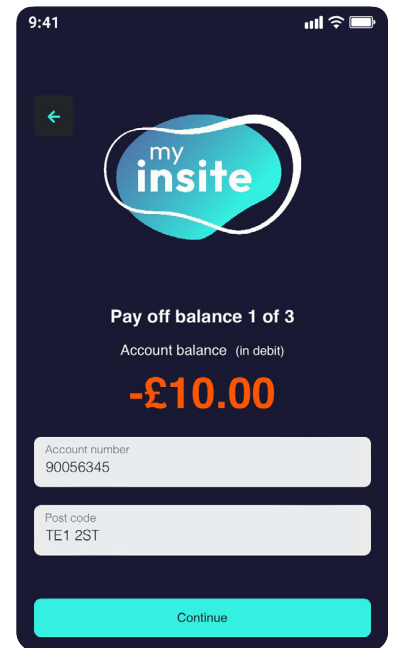 9:41
my
insite
Pay off balance 1 of 3
Account balance (in debit)
-£10.00
Account number
90056345
Post code
TE1 2ST
Continue